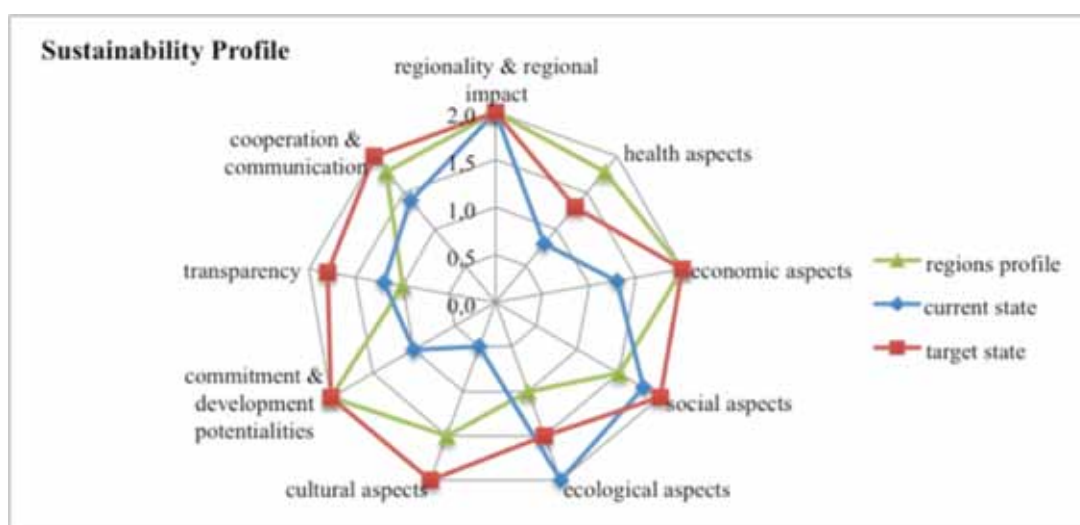 Sustainability Profile
regionality & regional
impact
2,0
cooperation &
communication
1,5
health aspects
1,0
0,5
transparency
economic aspects
0,0
regions profile
current state
target state
commitment &
development
potentialities
social aspects
cultural aspects
ecological aspects